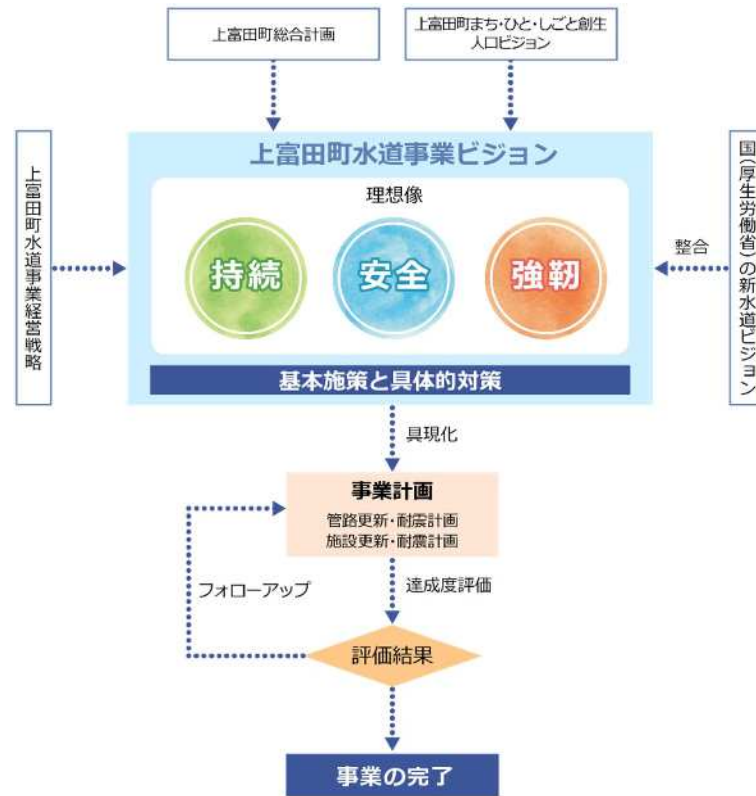 上富田町総合計画
上富田町まち・ひと・しごと創生
人口ビジョン
上富田町水道事業経営戦略
上富田町水道事業ビジョン
理想像
持続
安全
強靭
基本施策と具体的対策
整合
国(厚生労働省)の新水道ビジョン
具現化
事業計画
管路更新・耐震計画
施設更新・耐震計画
フォローアップ
達成度評価
評価結果
事業の完了